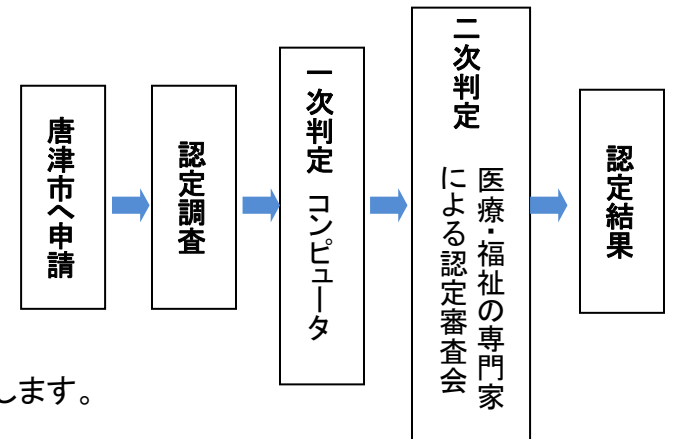 唐津市へ申請
認定調査
一次判定 コンピュータ
二次判定
医療・福祉の専門家
による認定審査会
認定結果
します。